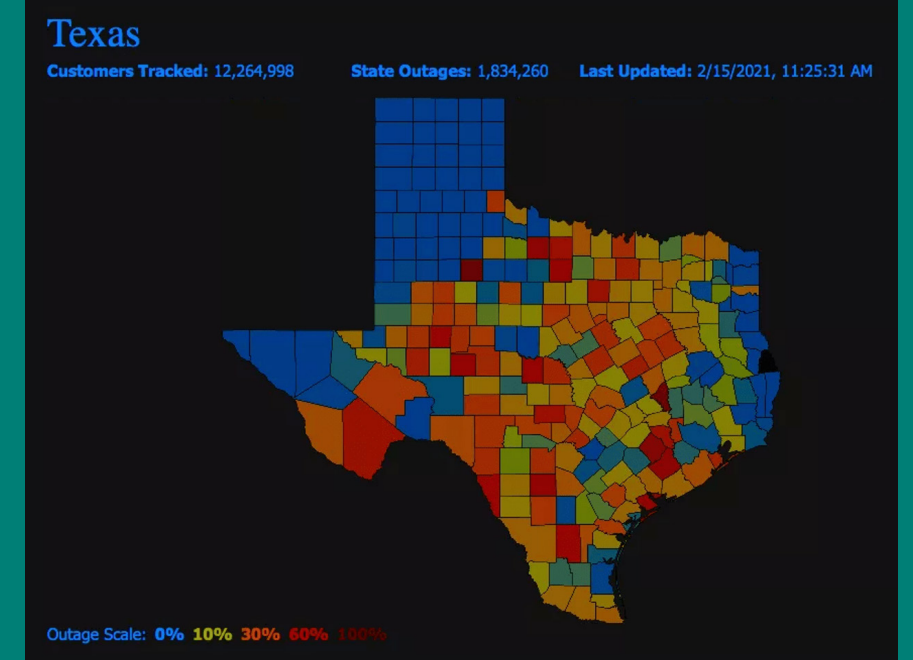 Texas
Customers Tracked: 12,264,998 State Outages: 1,834,260 Last Updated: 2/15/2021, 11:25:31 AM
Outage Scale: 0% 10% 30% 60% 100%